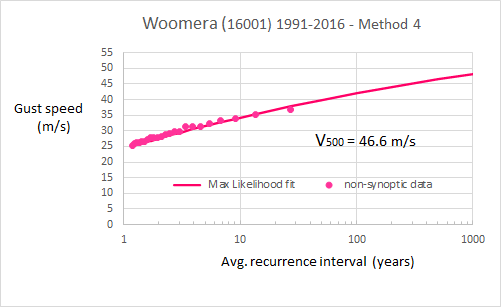 Woomera (16001) 1991-2016 - Method 4
55
50
45
40
35
30
25
20
15
10
5
0
Gust speed
(m/s)
V500 = 46.6 m/s
Max Likelihood fit
non-synoptic data
1
10
100
1000
Avg. recurrence interval (years)